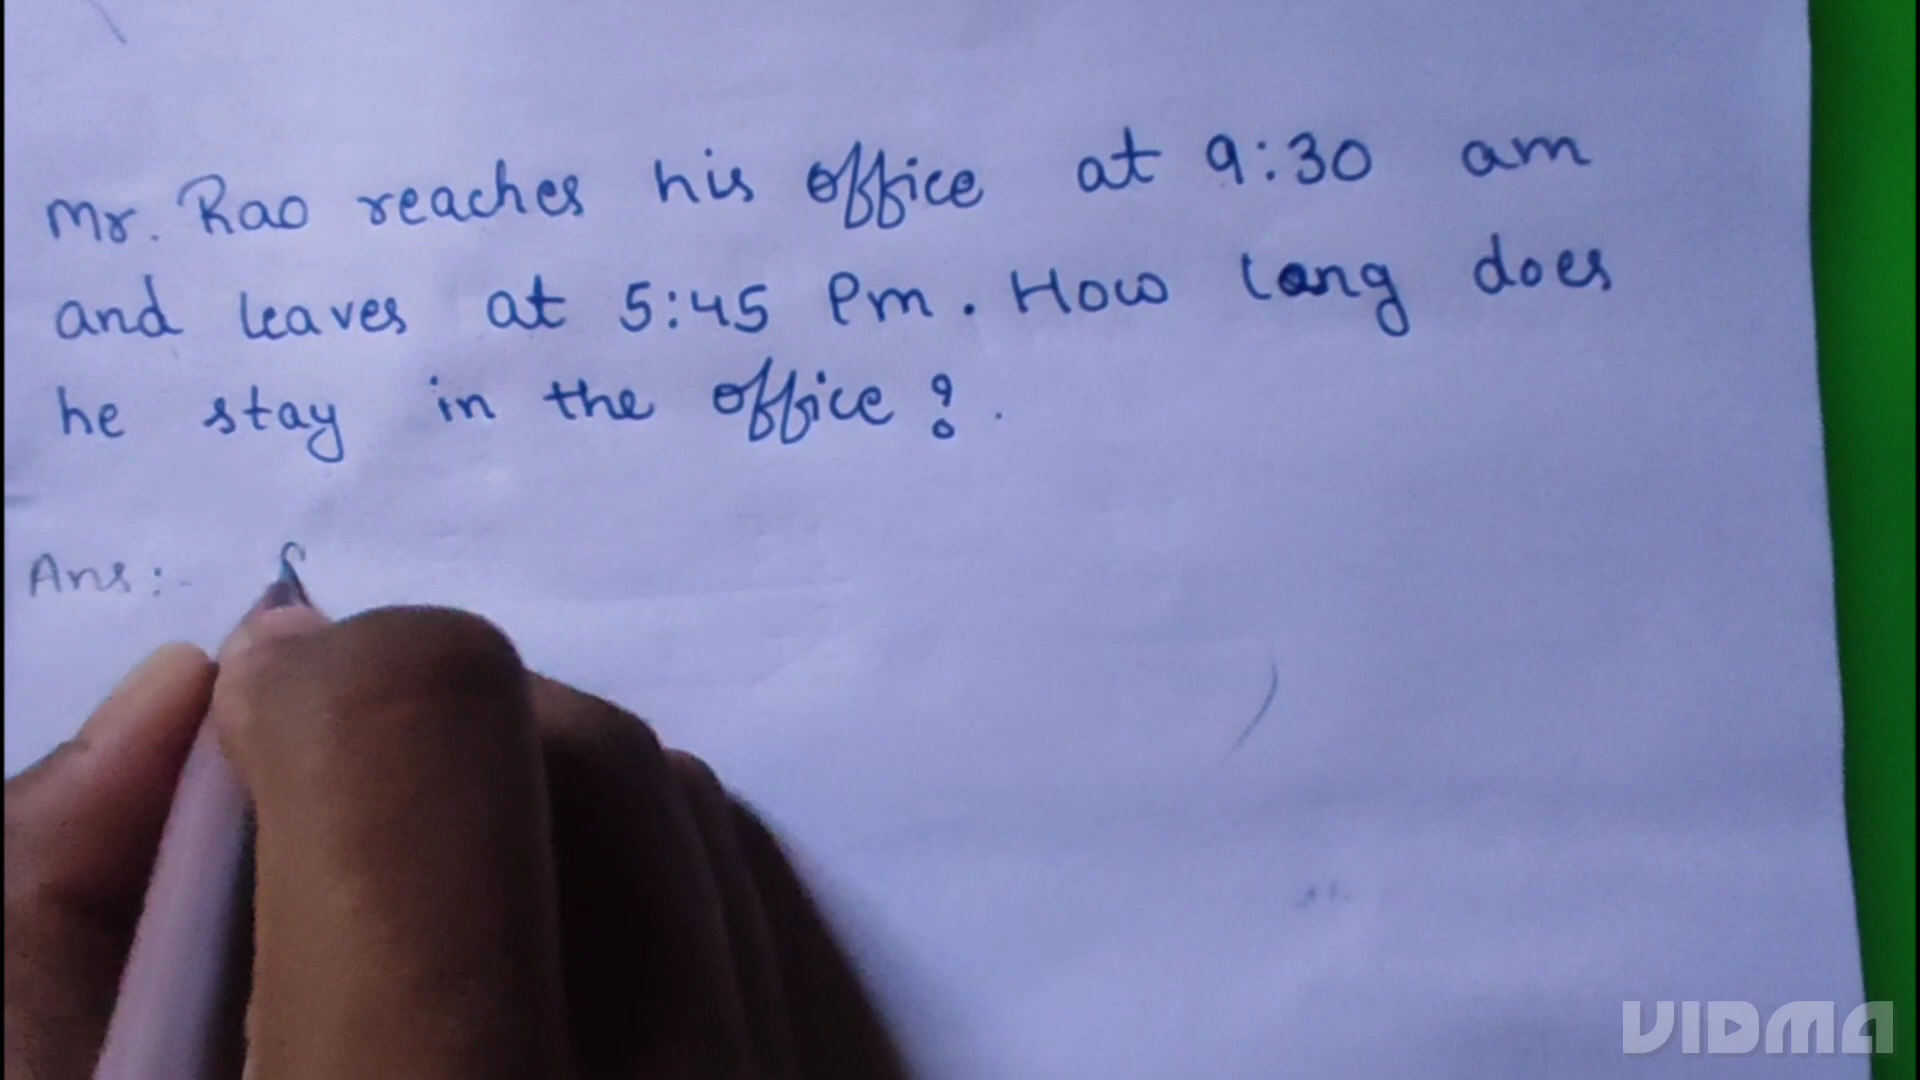 Mr. Rao reaches his office at 9:30 am
and leaves at 5:45 Pm. How long does
he stay in the office ?.
Ans :-
VIDMA